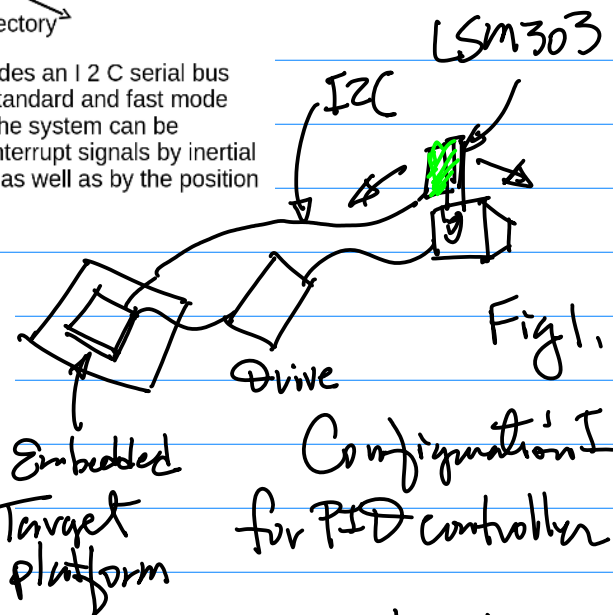 ectory
LSM303
des an I 2 C serial bus
tandard and fast mode
he system can be
nterrupt signals by inertial
as well as by the position
I2C
Fig 1.
Drive
Embedded
Target
platform
Configuration I
for PID controller